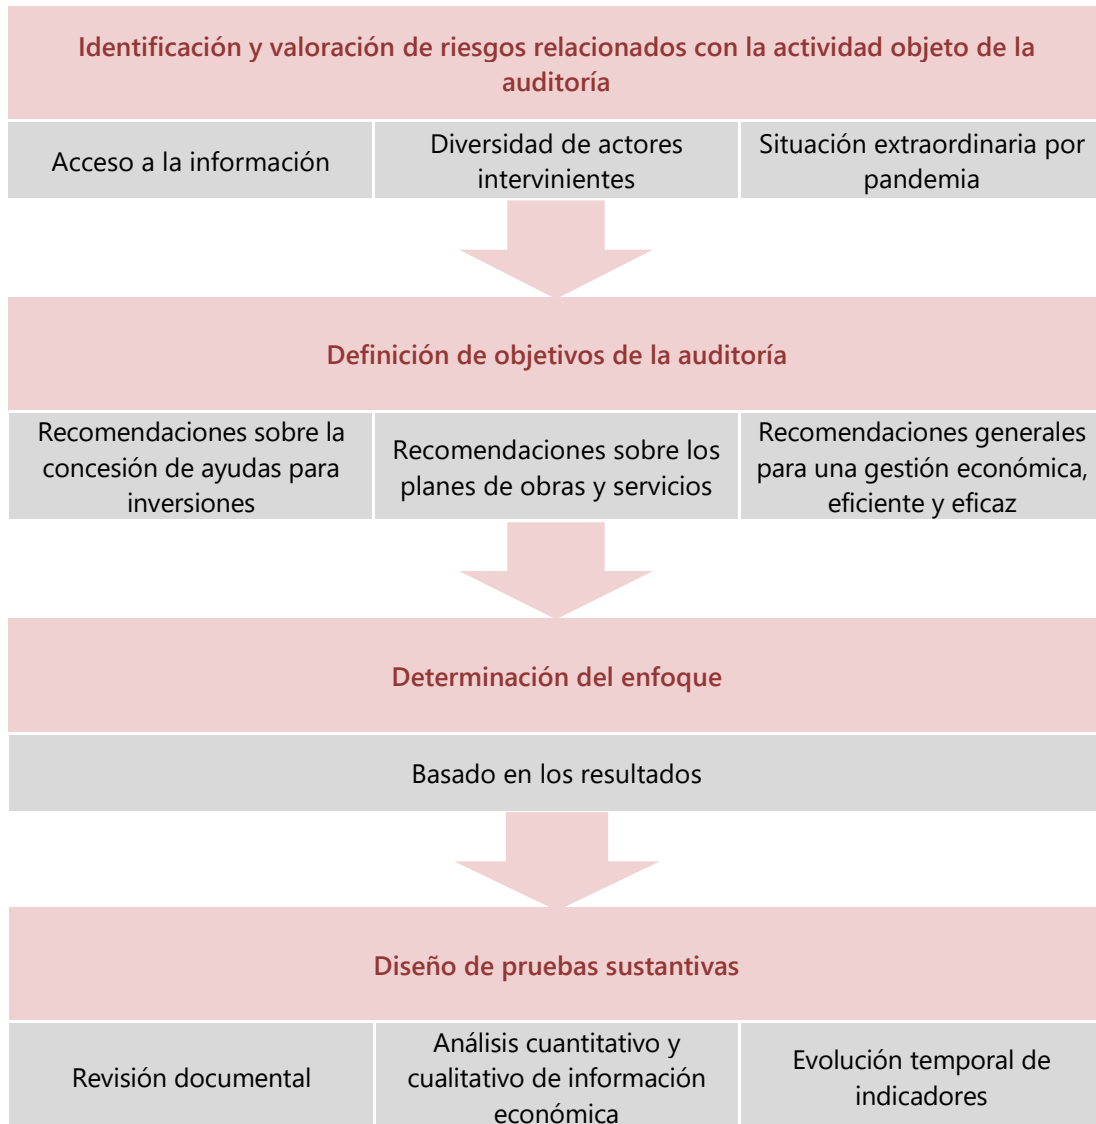 Identificación y valoración de riesgos relacionados con la actividad objeto de la
auditoría
Acceso a la información
Diversidad de actores
intervinientes
Situación extraordinaria por
pandemia
Definición de objetivos de la auditoría
Recomendaciones sobre la
concesión de ayudas para
inversiones
Recomendaciones sobre los
planes de obras y servicios
Recomendaciones generales
para una gestión económica,
eficiente y eficaz
Determinación del enfoque
Basado en los resultados
Diseño de pruebas sustantivas
Revisión documental
Análisis cuantitativo y
cualitativo de información
económica
Evolución temporal de
indicadores